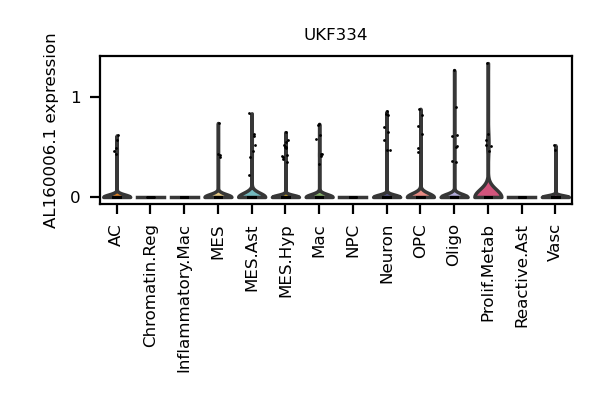 UKF334
AL160006.1 expression
1
0
AC
Chromatin.Reg
Inflammatory.Mac
MES
MES.Ast
MES.Hyp
Mac
NPC
Neuron
OPC
Oligo
Prolif.Metab
Reactive.Ast
Vasc